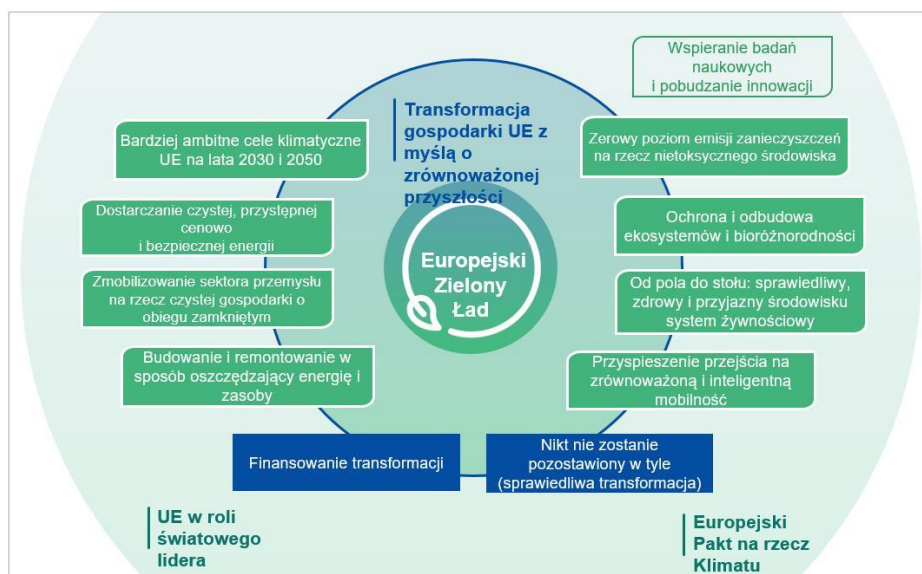 Wspieranie badań
naukowych
i pobudzanie innowacji
Transformacja
gospodarki UE z
myślą o
zrównoważonej
przyszłości
Bardziej ambitne cele klimatyczne
UE na lata 2030 i 2050
Zerowy poziom emisji zanieczyszczeń
na rzecz nietoksycznego środowiska
Dostarczanie czystej, przystępnej
cenowo
i bezpiecznej energii
Ochrona i odbudowa
ekosystemów i bioróżnorodności
Europejski
Zielony
Ład
Zmobilizowanie sektora przemysłu
na rzecz czystej gospodarki o
obiegu zamkniętym
Od pola do stołu: sprawiedliwy,
zdrowy i przyjazny środowisku
system żywnościowy
Budowanie i remontowanie w
sposób oszczędzający energię i
zasoby
Przyspieszenie przejścia na
zrównoważoną i inteligentną
mobilność
Finansowanie transformacji
Nikt nie zostanie
pozostawiony w tyle
(sprawiedliwa transformacja)
UE w roli
światowego
lidera
Europejski
Pakt na rzecz
Klimatu